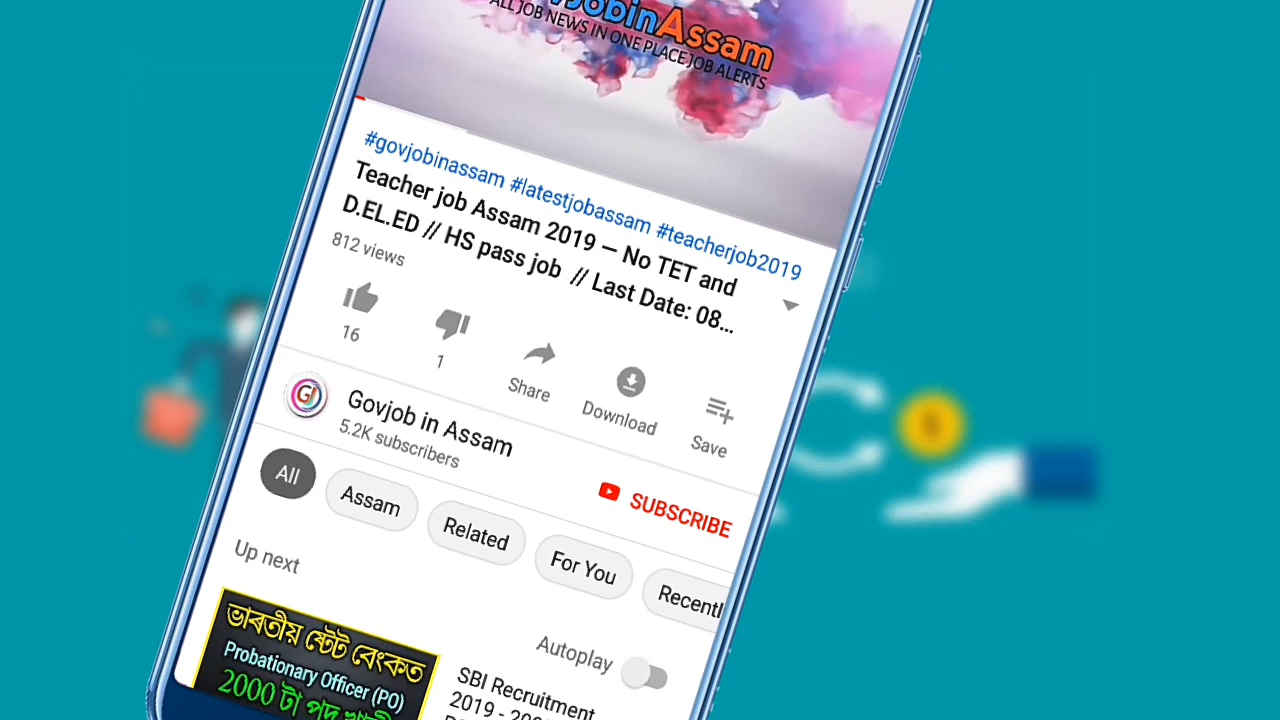 JobinAssam
ALL JOB NEWS IN ONE PLACE JOB ALERTS
#govjobinassam #latestjobassam #teacherjob2019
Teacher job Assam 2019 — No TET and
D.EL.ED // HS pass job // Last Date: 08...
812 views
16
1
Share
Download
Save
GJ
Govjob in Assam
5.2K subscribers
SUBSCRIBE
All
Assam
Related
For You
Recentl
Up next
Autoplay
ভাৰতীয় ষ্টেট বেংকত
Probationary Officer (PO)
2000 টা পদ
SBI Recruitment
2019 -